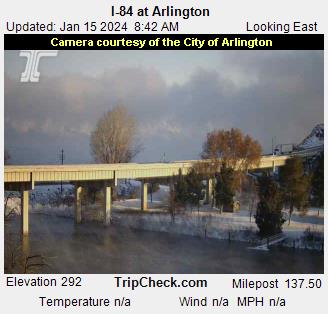 I-84 at Arlington
Updated: Jan 15 2024 8:42 AM Looking East
Camera courtesy of the City of Arlington
Elevation 292 TripCheck.com Milepost 137.50
Temperature n/a Wind n/a MPH n/a